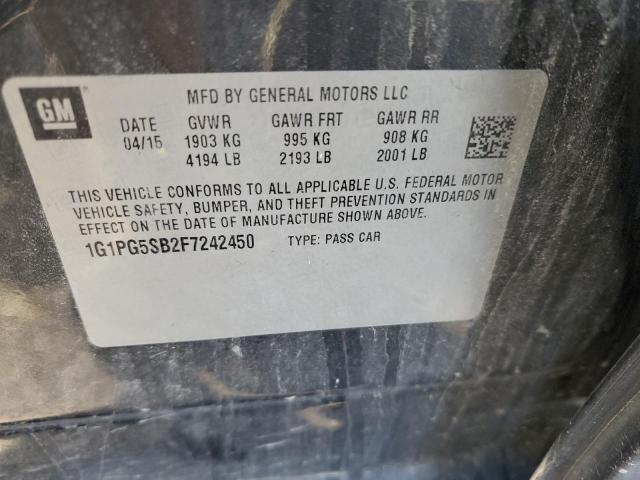 GM
MFD BY GENERAL MOTORS LLC
DATE GVWR GAWR FRT GAWR RR
04/15 1903 KG 995 KG 908 KG
4194 LB 2193 LB 2001 LB
THIS VEHICLE CONFORMS TO ALL APPLICABLE U.S. FEDERAL MOTOR
VEHICLE SAFETY, BUMPER, AND THEFT PREVENTION STANDARDS IN
EFFECT ON THE DATE OF MANUFACTURE SHOWN ABOVE.
1G1PG5SB2F7242450 TYPE: PASS CAR